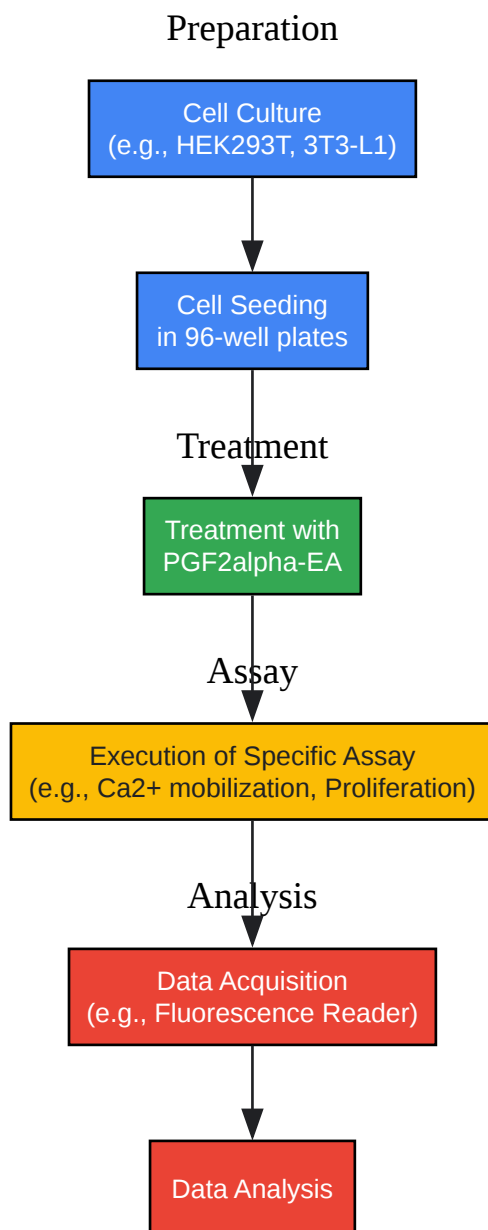 Preparation
Cell Culture
(e.g., HEK293T, 3T3-L1)
Cell Seeding
in 96-well plates
Treatment
Treatment with
PGF2alpha-EA
Assay
Execution of Specific Assay
(e.g., Ca2+ mobilization, Proliferation)
Analysis
Data Acquisition
(e.g., Fluorescence Reader)
Data Analysis